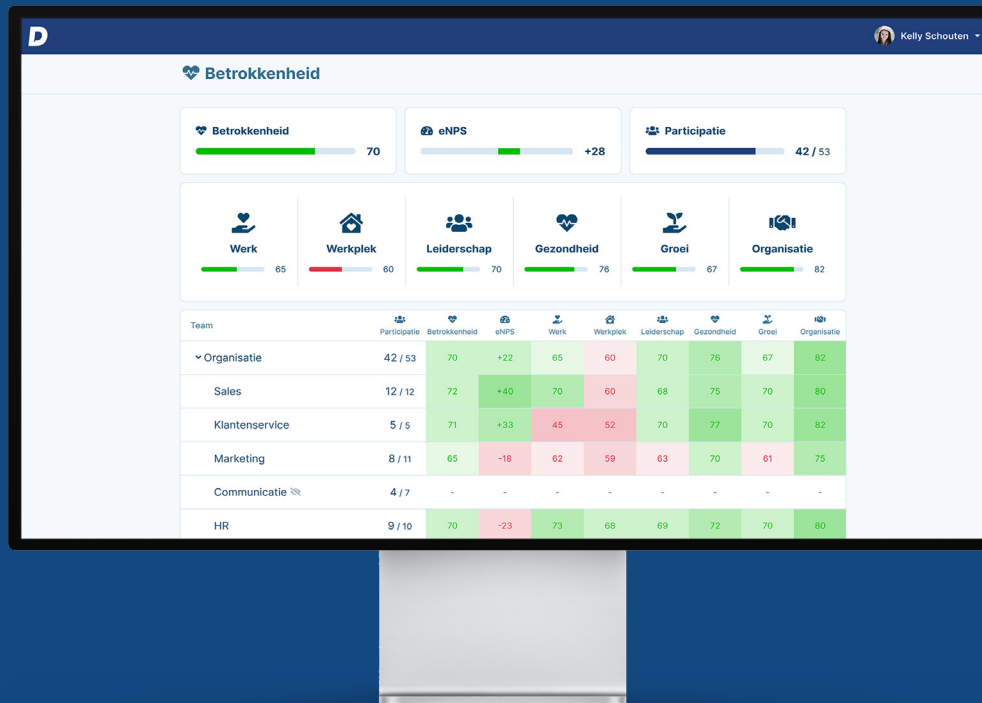 D
Kelly Schouten
Betrokkenheid
Betrokkenheid
70
eNPS
+28
Participatie
42 / 53
Werk
65
Werkplek
60
Leiderschap
70
Gezondheid
76
Groei
67
Organisatie
82
Team Participatie Betrokkenheid eNPS Werk Werkplek Leiderschap Gezondheid Groei Organisatie
Organisatie 42 / 53 70 +22 65 60 70 76 67 82
Sales 12 / 12 72 +40 70 60 68 75 70 80
Klantenservice 5 / 5 71 +33 45 52 70 77 70 82
Marketing 8 / 11 65 -18 62 59 63 70 61 75
Communicatie 4 / 7 - - - - - - - -
HR 9 / 10 70 -23 73 68 69 72 70 80